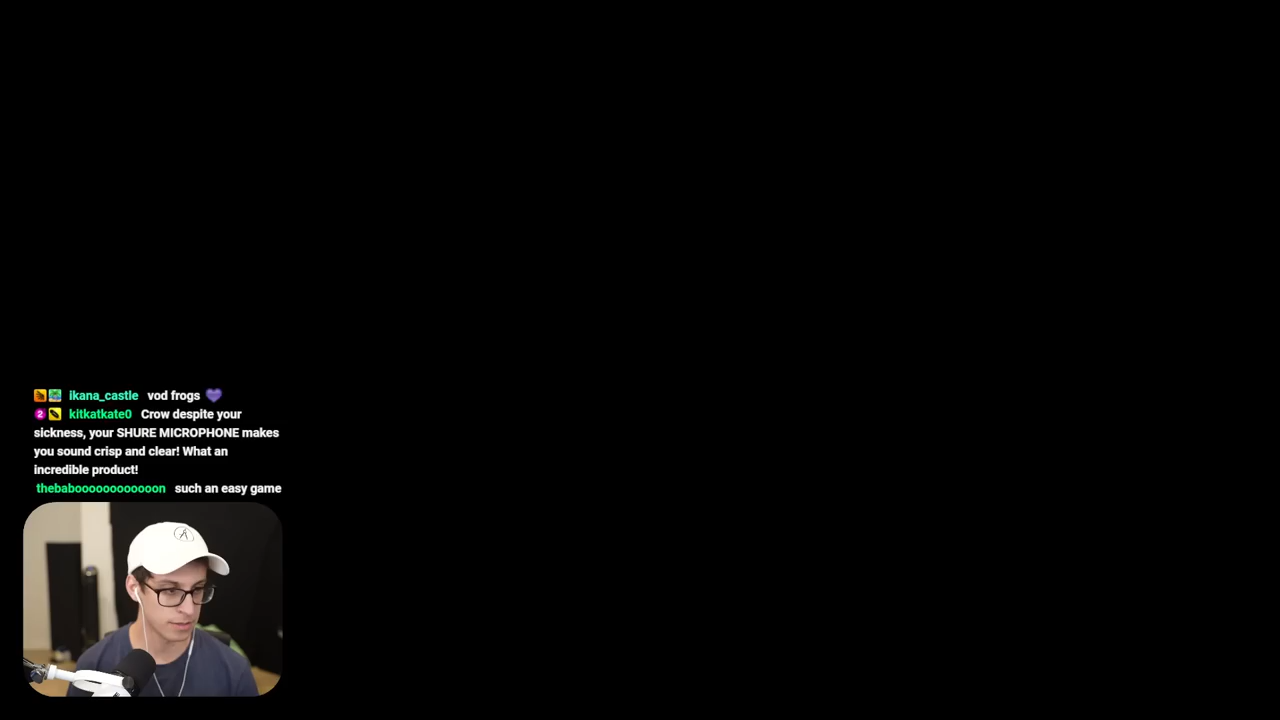 ikana_castle vod frogs
2 kitkatkate0 Crow despite your
sickness, your SHURE MICROPHONE makes
you sound crisp and clear! What an
incredible product!
thebaboooooooooooon such an easy game